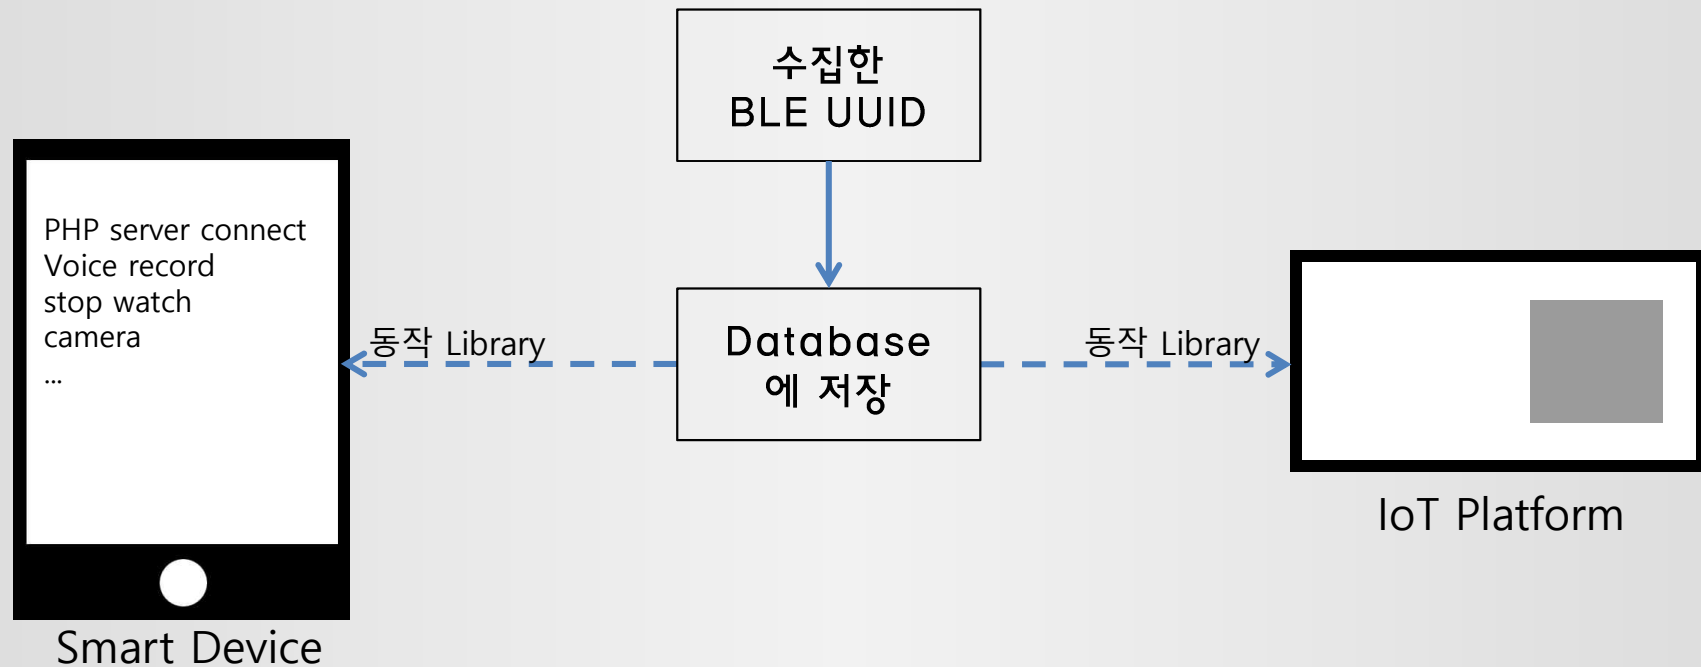 수집한
BLE UUID
PHP server connect
Voice record
stop watch
camera
...
동작 Library
Database
에 저장
동작 Library
IoT Platform
Smart Device